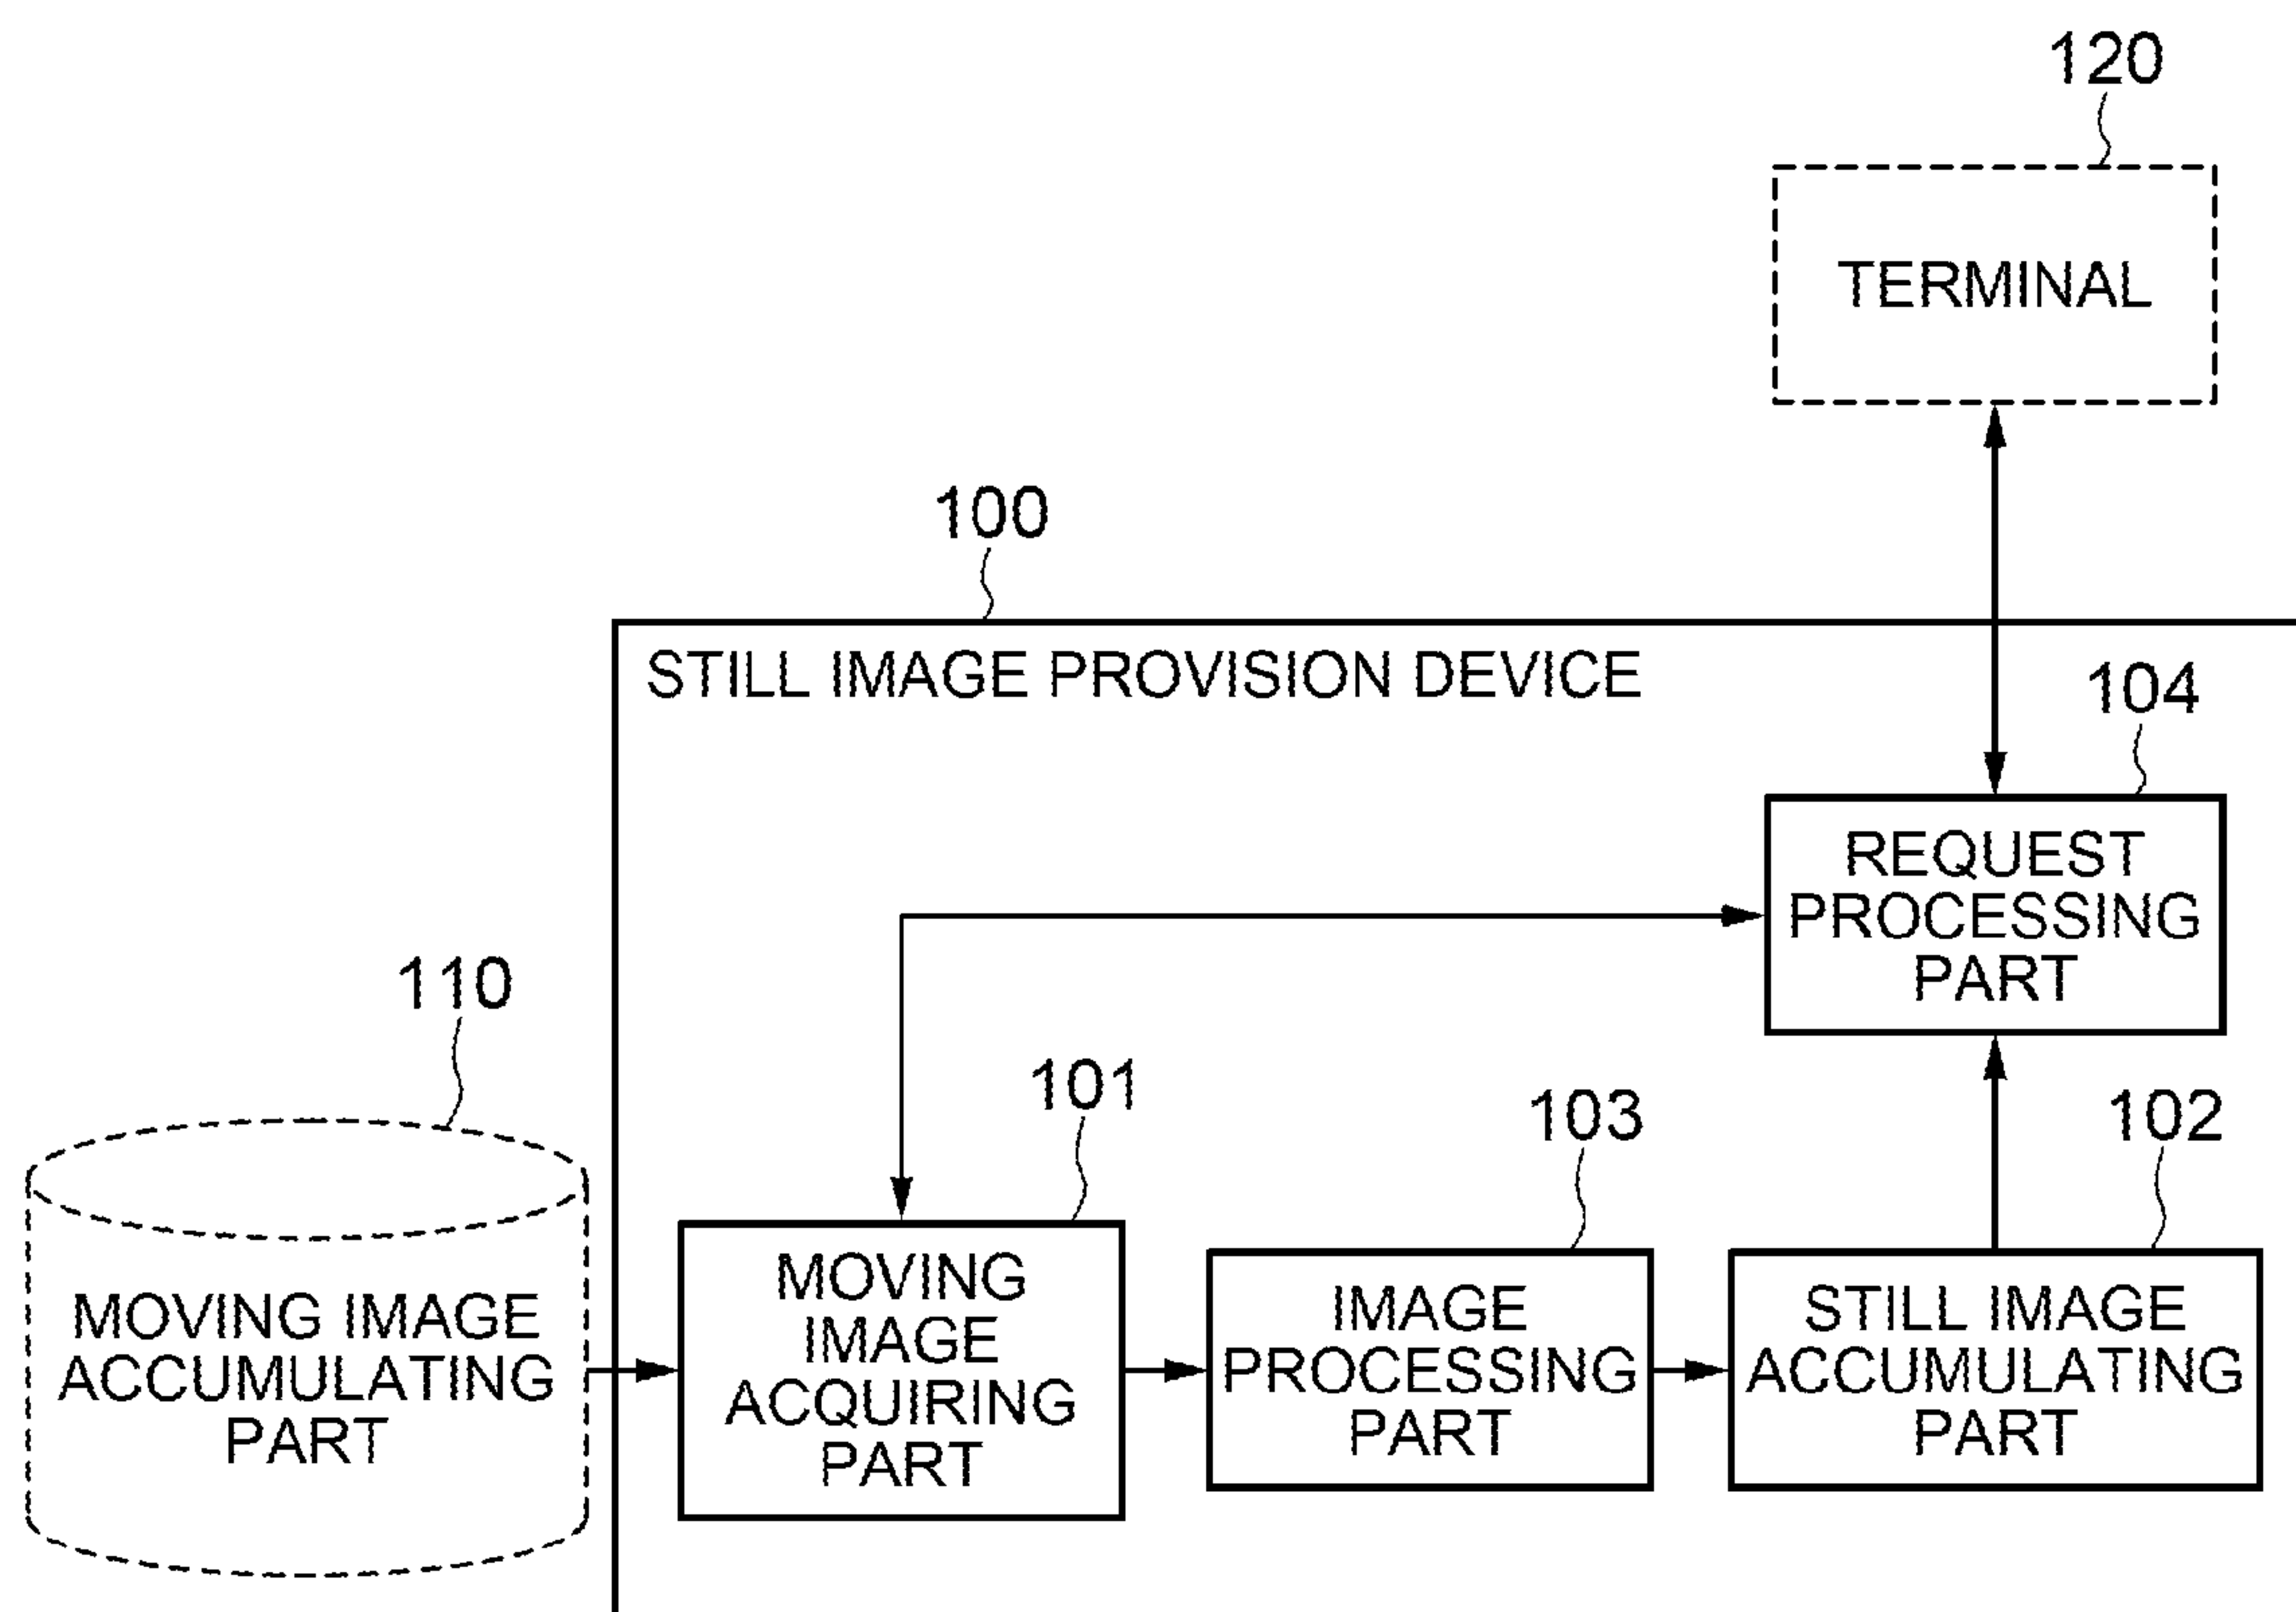 120
TERMINAL
100
STILL IMAGE PROVISION DEVICE
104
REQUEST
PROCESSING
PART
110
MOVING IMAGE
ACCUMULATING
PART
101
MOVING
IMAGE
ACQUIRING
PART
103
IMAGE
PROCESSING
PART
102
STILL IMAGE
ACCUMULATING
PART